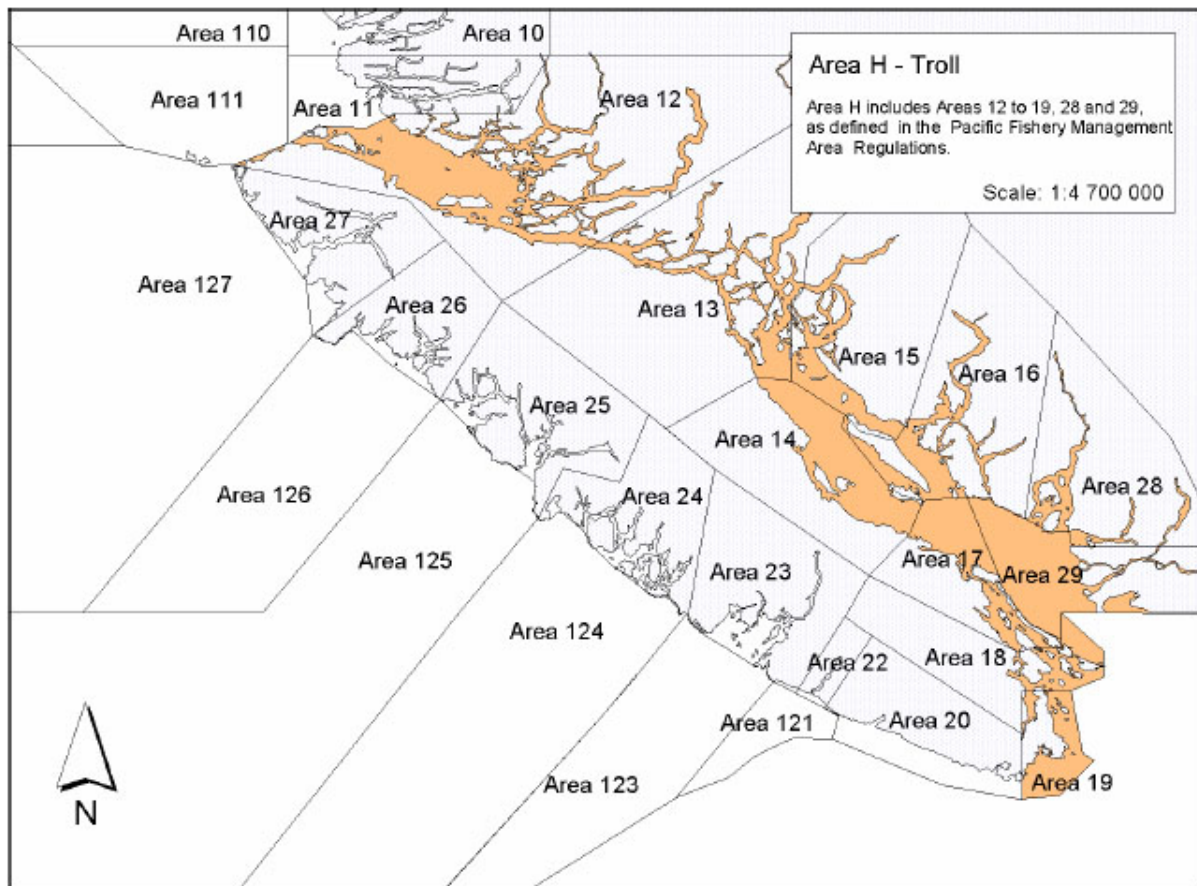 Area 110
Area 10
Area 111
Area 11
Area 12
Area H - Troll
Area H includes Areas 12 to 19, 28 and 29,
as defined in the Pacific Fishery Management
Area Regulations.
Scale: 1:4 700 000
Area 27
Area 127
Area 26
Area 13
Area 15
Area 16
Area 25
Area 14
Area 126
Area 24
Area 28
Area 125
Area 17
Area 23
Area 29
Area 124
Area 22
Area 18
Area 121
Area 20
Area 123
Area 19
N